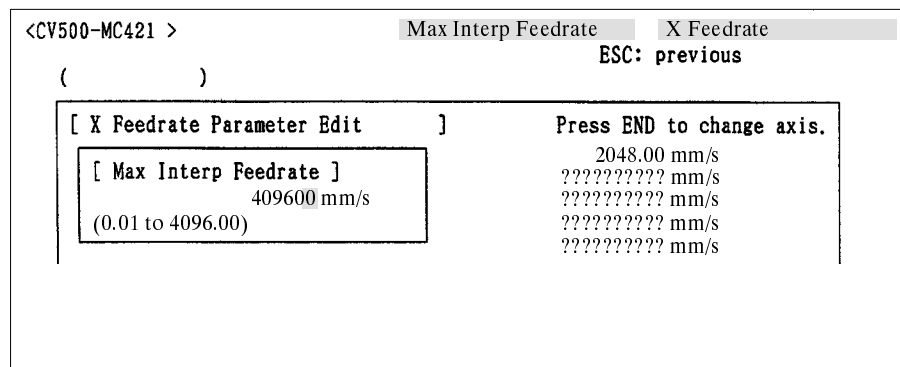 <CV500-MC421 > Max Interp Feedrate X Feedrate
ESC: previous
( )
[ X Feedrate Parameter Edit ] Press END to change axis.
2048.00 mm/s
[ Max Interp Feedrate ] ?????????? mm/s
409600 mm/s ?????????? mm/s
(0.01 to 4096.00) ?????????? mm/s
?????????? mm/s